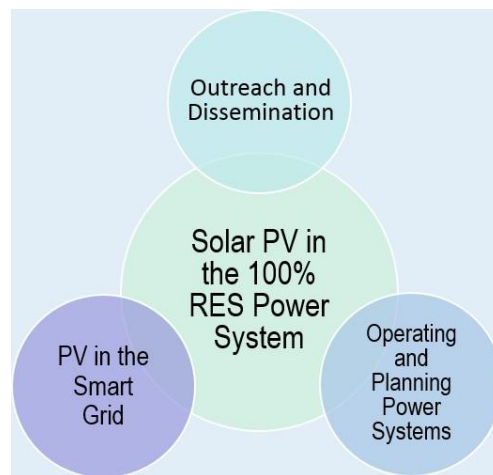 Outreach and
Dissemination
Solar PV in
the 100%
RES Power
System
PV in the
Smart
Grid
Operating
and
Planning
Power
Systems